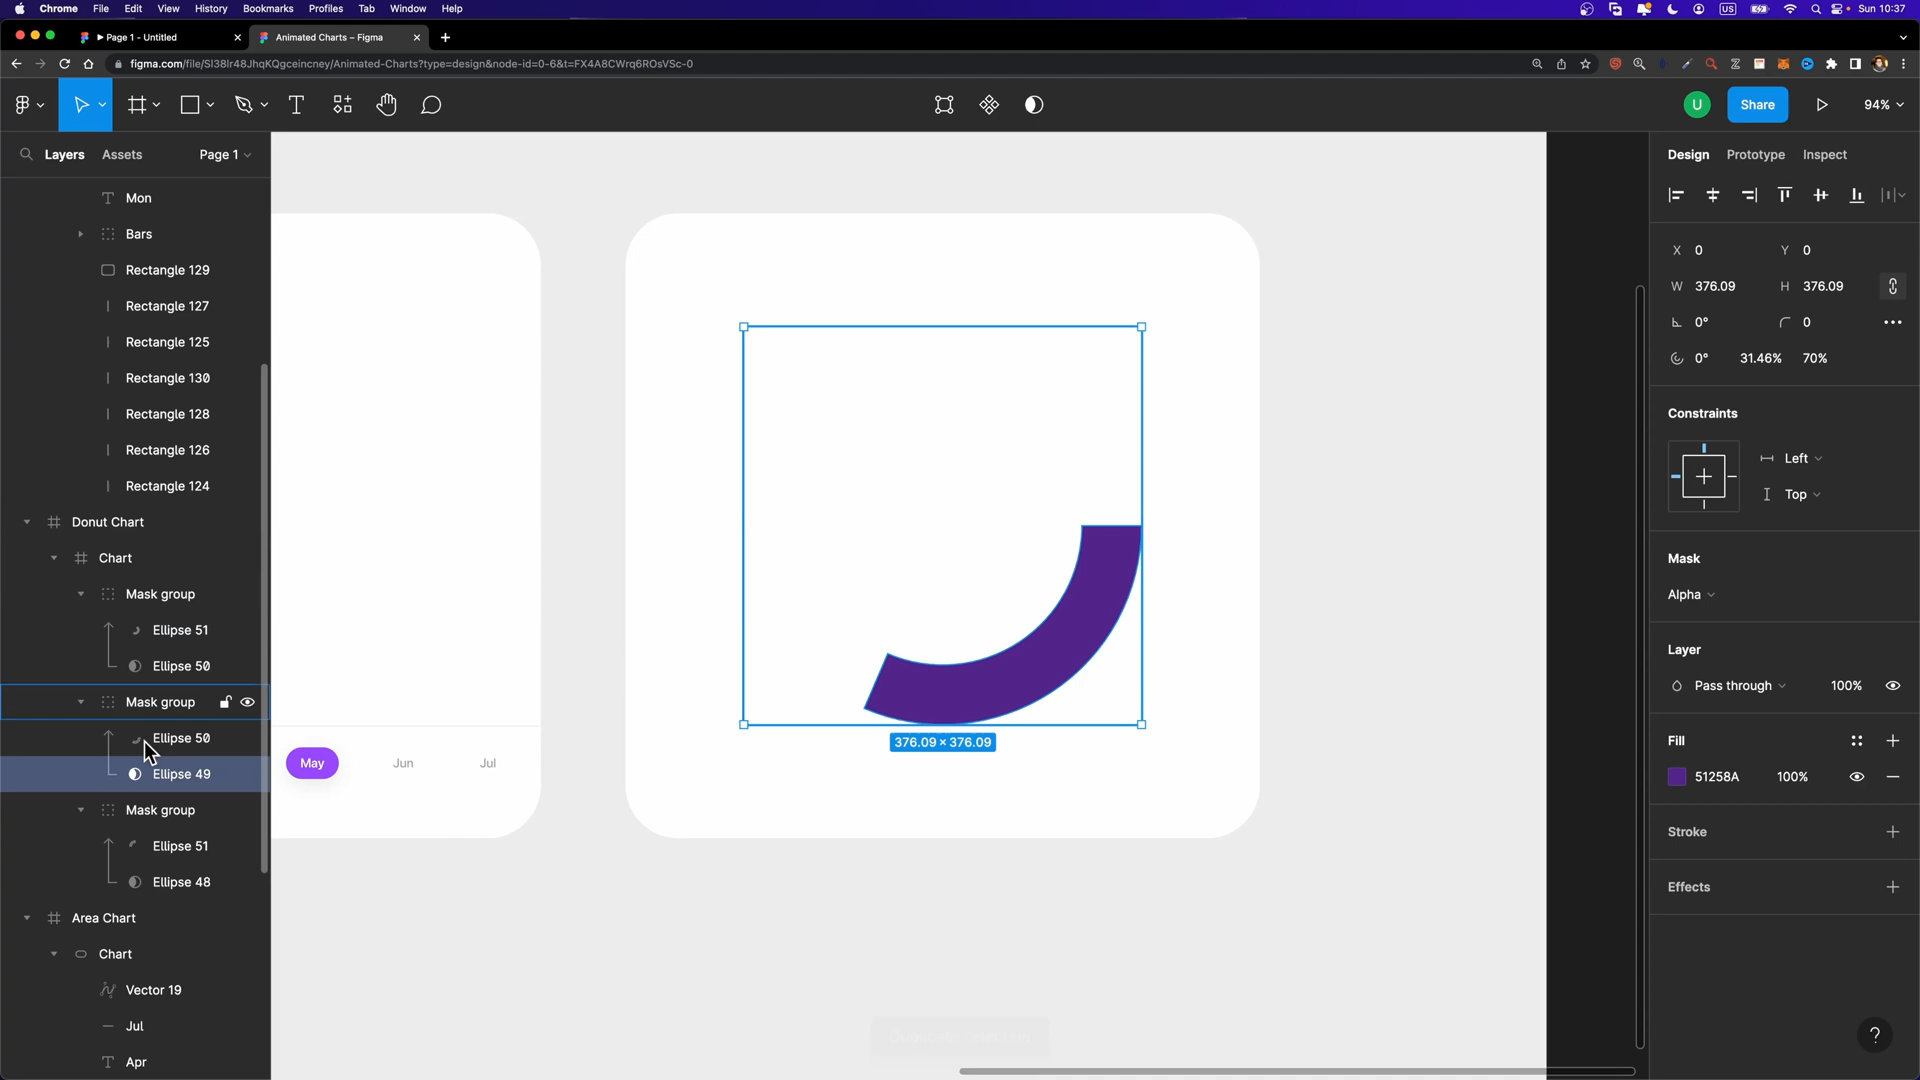 Chrome File Edit View History Bookmarks Profiles Tab Window Help US Sun 10:37
Page 1 - Untitled Animated Charts – Figma
figma.com/file/SI38lr48JhqKQgceincney/Animated-Charts?type=design&node-id=0-6&t=FX4A8CWrq6ROsVSc-0
U Share 94%
Layers Assets Page 1
Design Prototype Inspect
Mon
Bars
Rectangle 129
Rectangle 127
Rectangle 125
Rectangle 130
Rectangle 128
Rectangle 126
Rectangle 124
Donut Chart
Chart
Mask group
Ellipse 51
Ellipse 50
Mask group
Ellipse 50
Ellipse 49
Mask group
Ellipse 51
Ellipse 48
Area Chart
Chart
Vector 19
Jul
Apr
May Jun Jul
376.09 × 376.09
X 0 Y 0
W 376.09 H 376.09
0° 0
0° 31.46% 70%
Constraints
Left
Top
Mask
Alpha
Layer
Pass through 100%
Fill
51258A 100%
Stroke
Effects
?